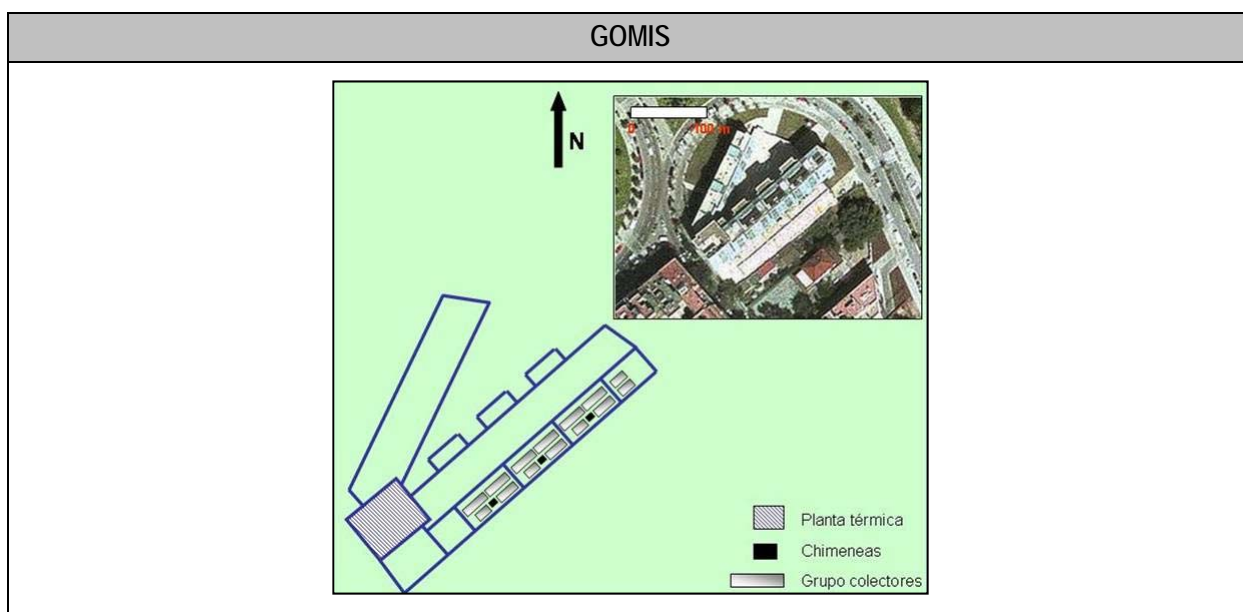 GOMIS
N
0 100 m
Planta térmica
Chimeneas
Grupo colectores